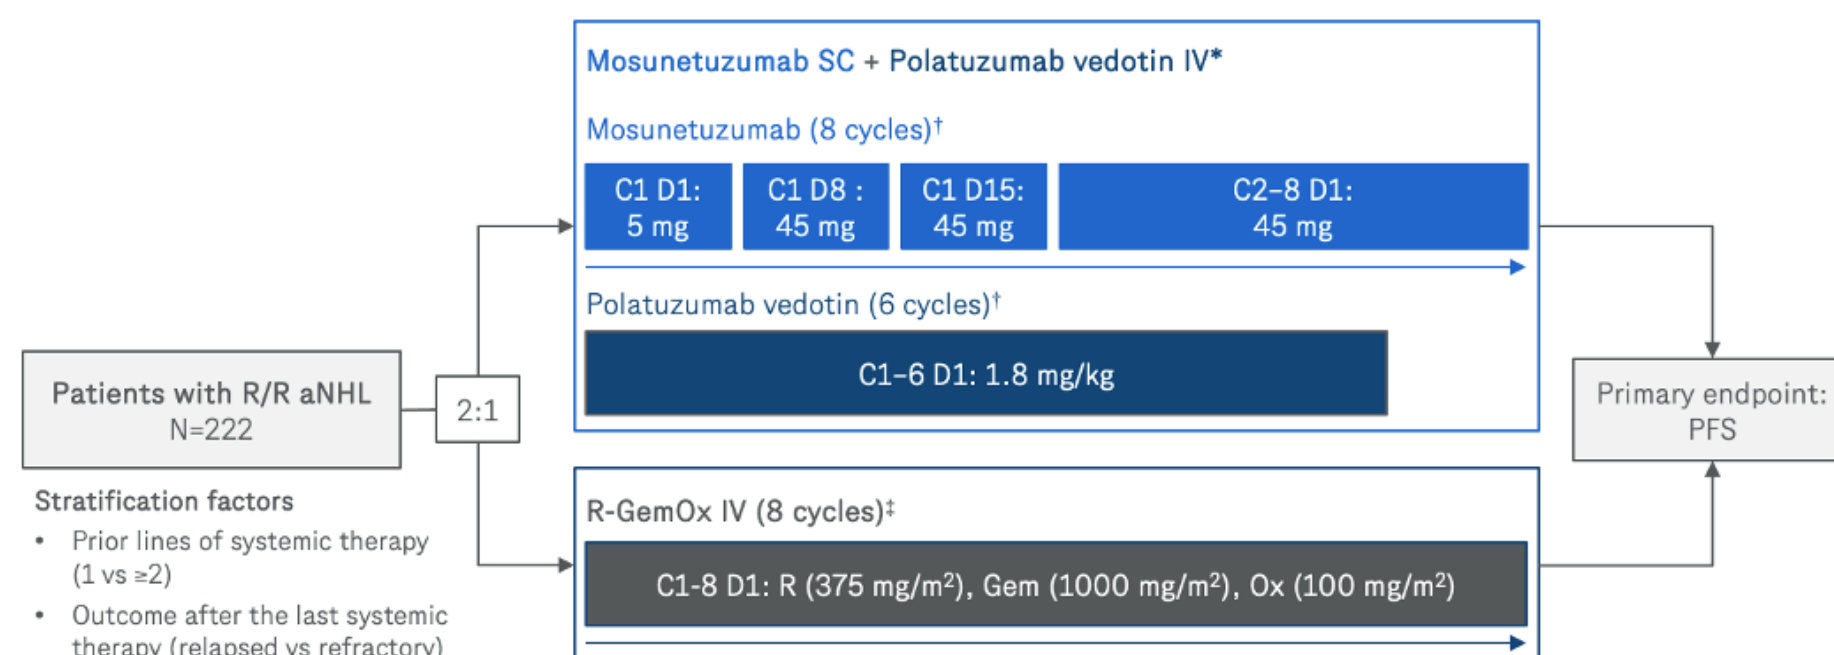 Mosunetuzumab SC + Polatuzumab vedotin IV*
Mosunetuzumab (8 cycles)†
C1 D1:
5 mg
C1 D8 :
45 mg
C1 D15:
45 mg
C2–8 D1:
45 mg
Polatuzumab vedotin (6 cycles)†
C1–6 D1: 1.8 mg/kg
Patients with R/R aNHL
N=222
2:1
Primary endpoint:
PFS
Stratification factors
• Prior lines of systemic therapy
(1 vs ≥2)
• Outcome after the last systemic
therapy (relapsed vs refractory)
R-GemOx IV (8 cycles)‡
C1-8 D1: R (375 mg/m²), Gem (1000 mg/m²), Ox (100 mg/m²)